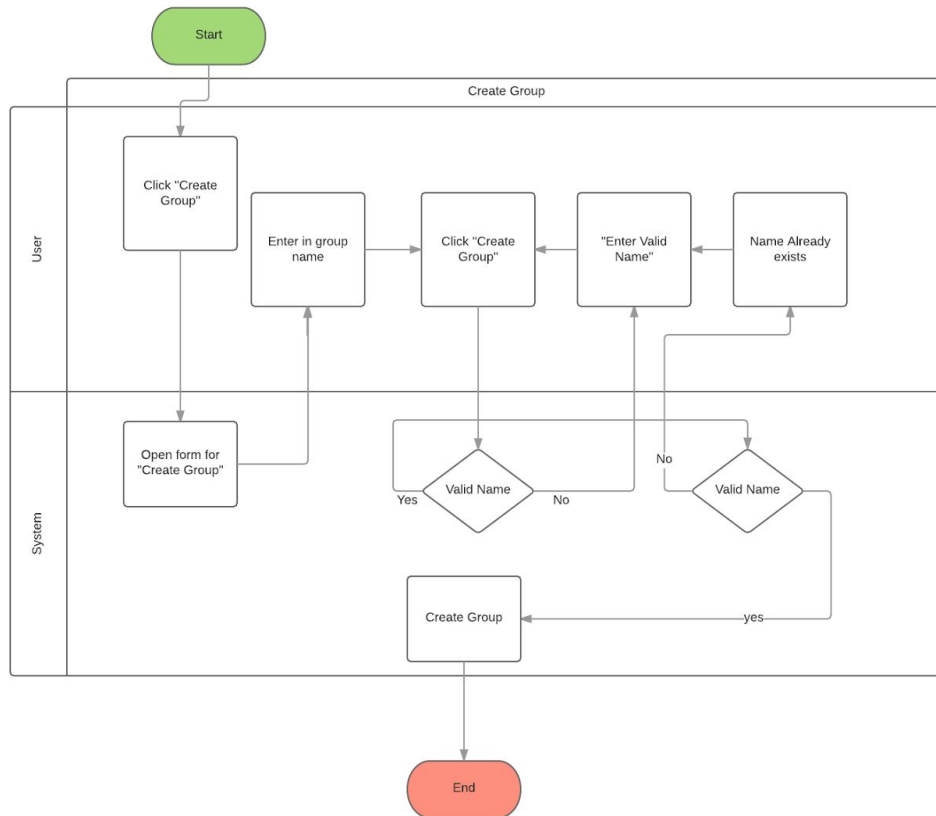 Start
Create Group
User
Click "Create
Group"
Enter in group
name
Click "Create
Group"
"Enter Valid
Name"
Name Already
exists
System
Open form for
"Create Group"
Valid Name
Yes
No
No
Valid Name
Create Group
yes
End